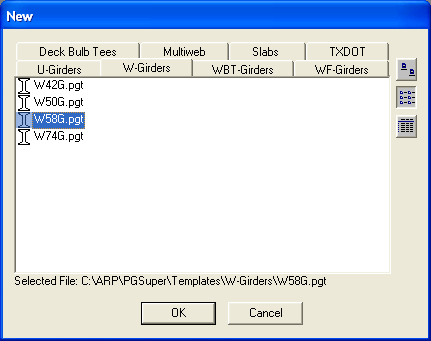 New
Deck Bulb Tees Multiweb Slabs TXDOT
U-Girders W-Girders WBT-Girders WF-Girders
W42G.pgt
W50G.pgt
W58G.pgt
W74G.pgt
Selected File: C:\ARP\PGSuper\Templates\W-Girders\W58G.pgt
OK Cancel